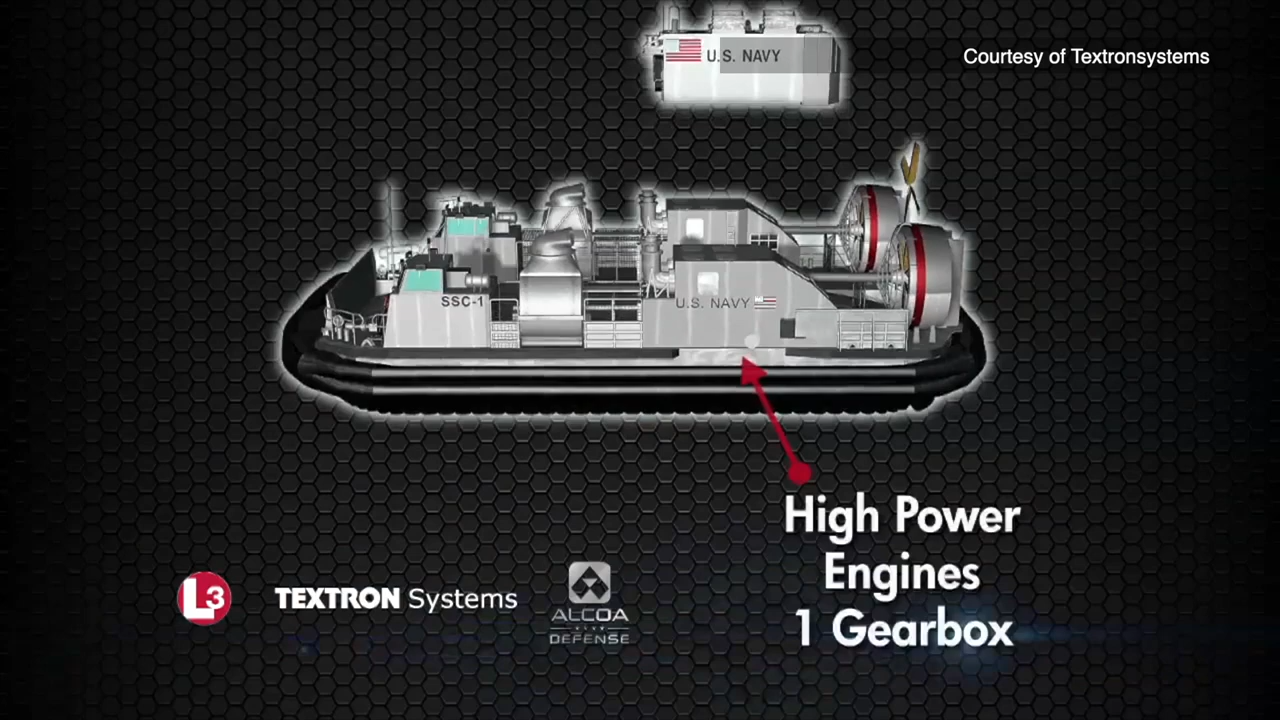 U.S. NAVY
Courtesy of Textronsystems
SSC-1
U.S. NAVY
High Power
Engines
1 Gearbox
L3
TEXTRON Systems
ALCOA
DEFENSE